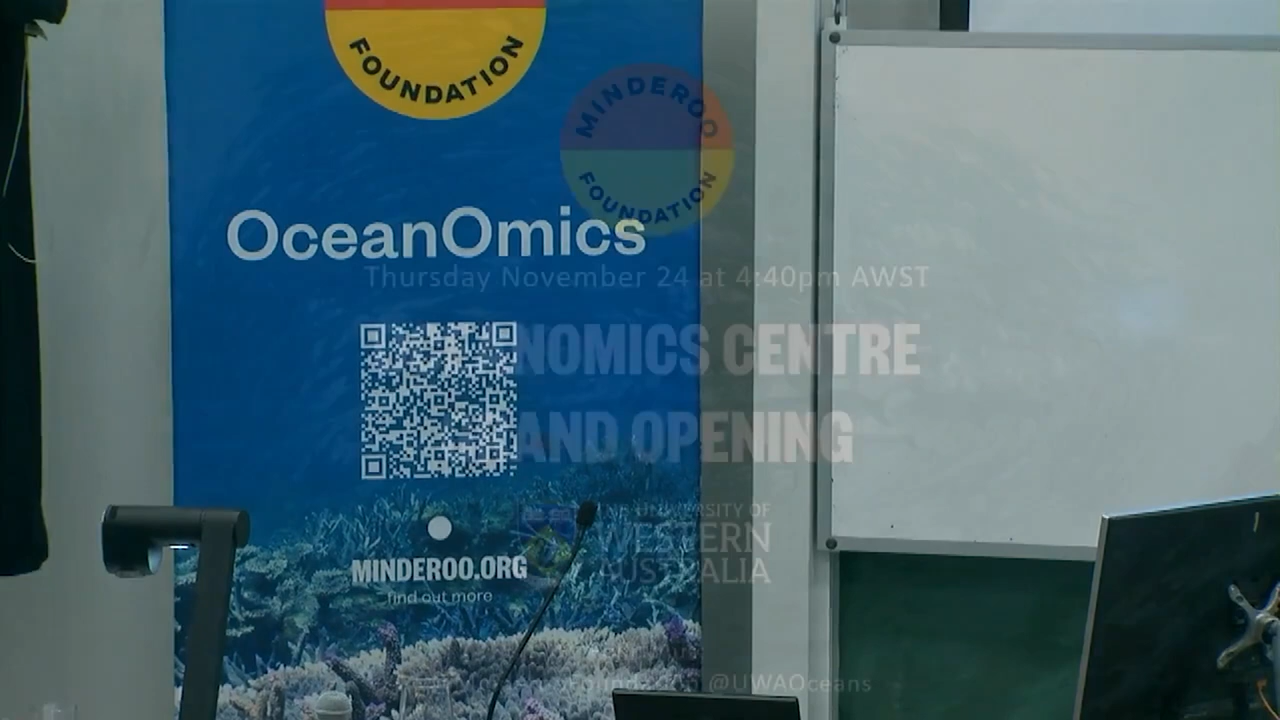 FOUNDATION
MINDEROO
FOUNDATION
OceanOmics
Thursday November 24 at 4:40pm AWST
NOMICS CENTRE
AND OPENING
THE UNIVERSITY OF
WESTERN
AUSTRALIA
MINDEROO.ORG
find out more
@UWAOceans